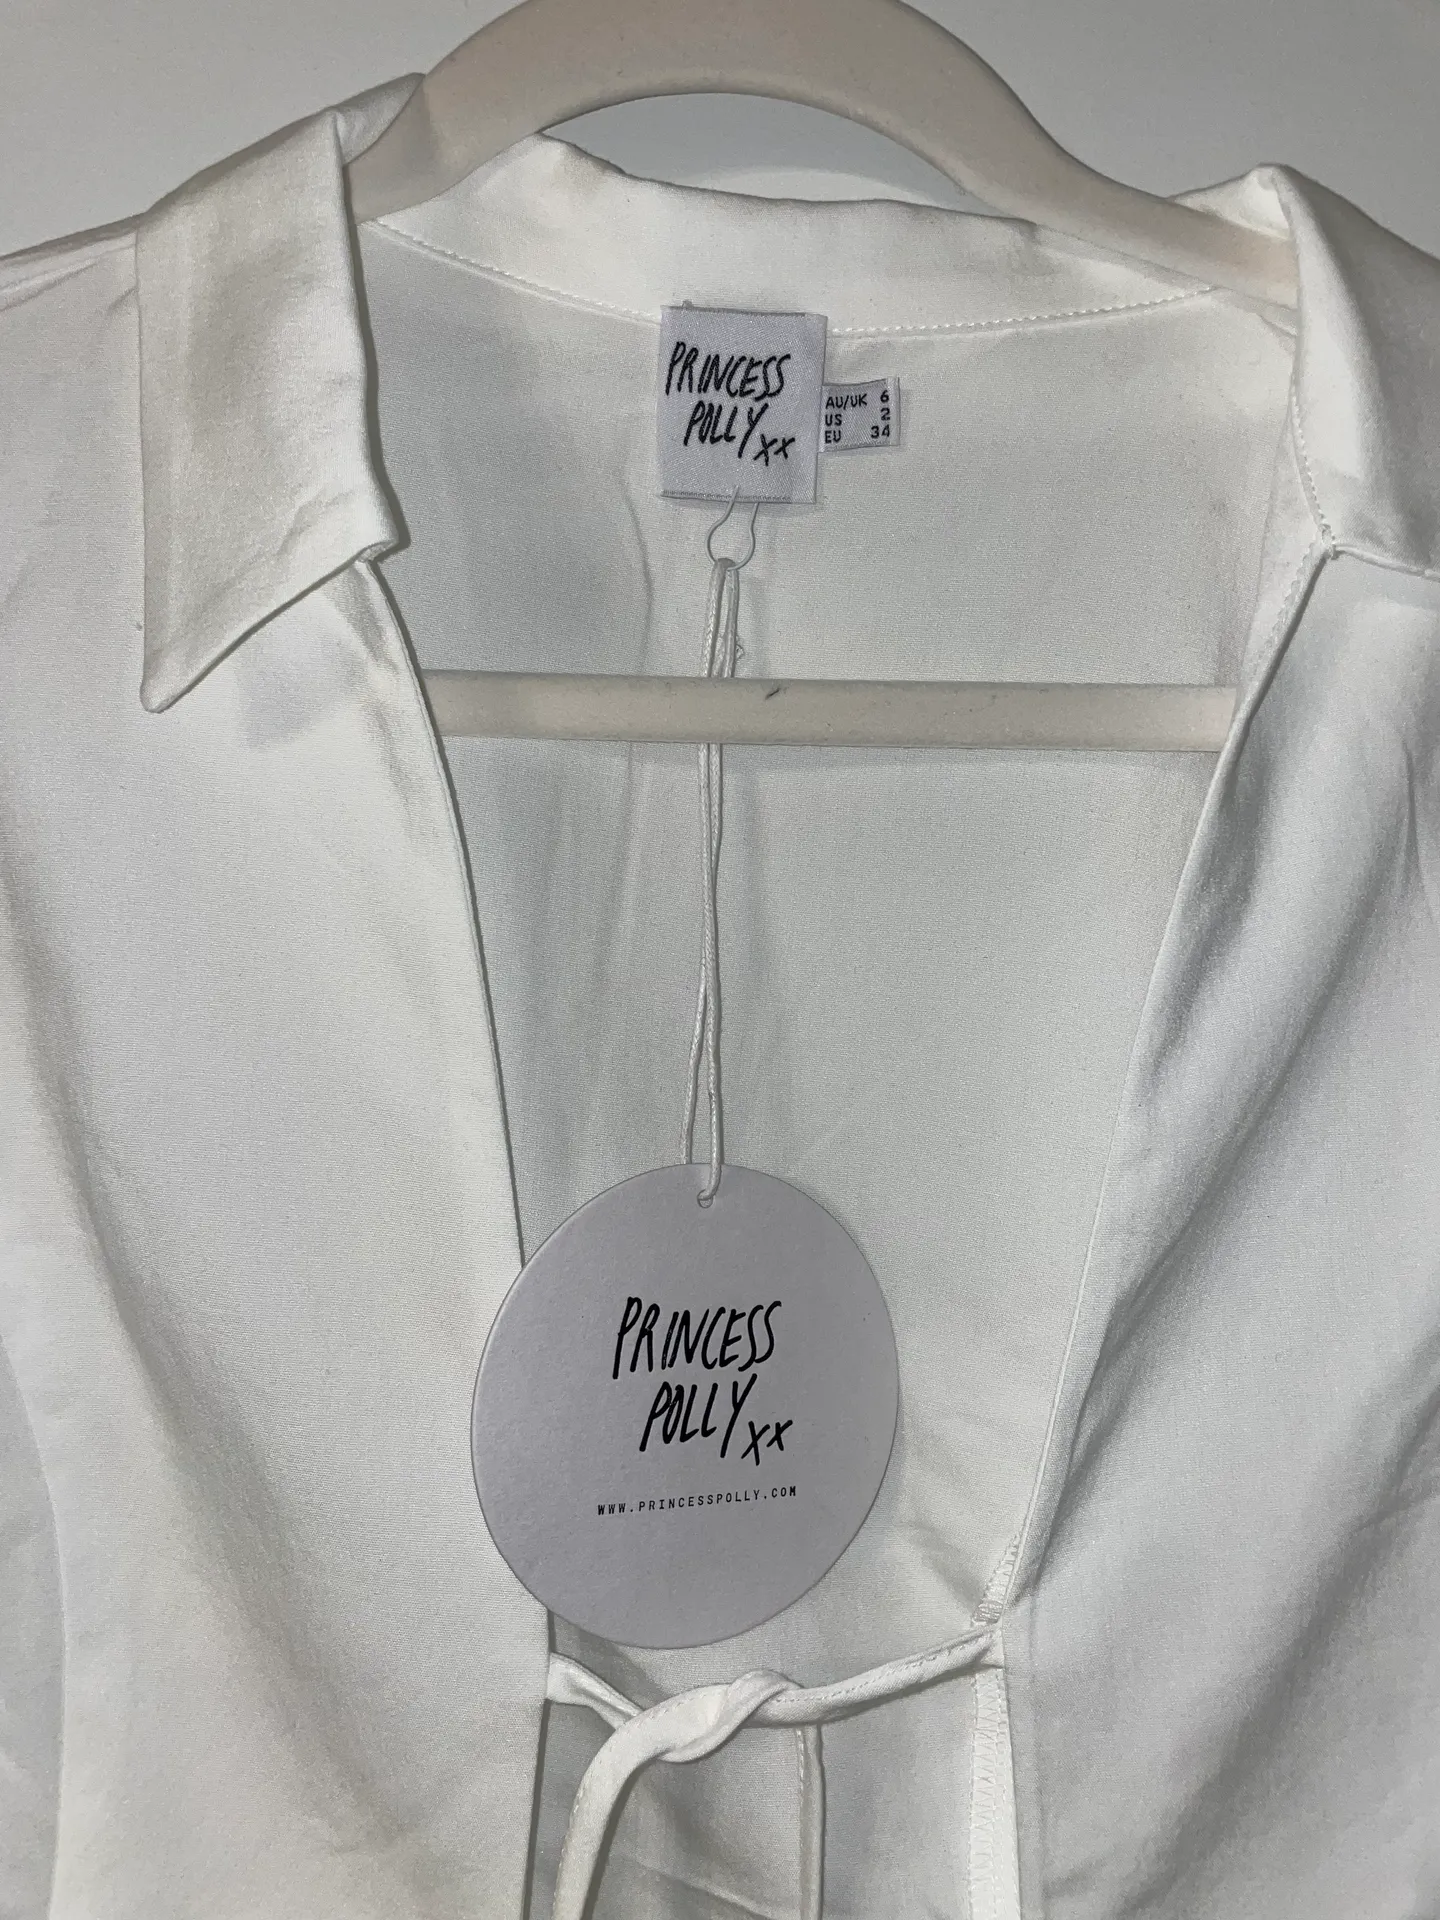 PRINCESS
POLLY xx
AU/UK 6
US 2
EU 34
PRINCESS
POLLY xx
WWW.PRINCESSPOLLY.COM